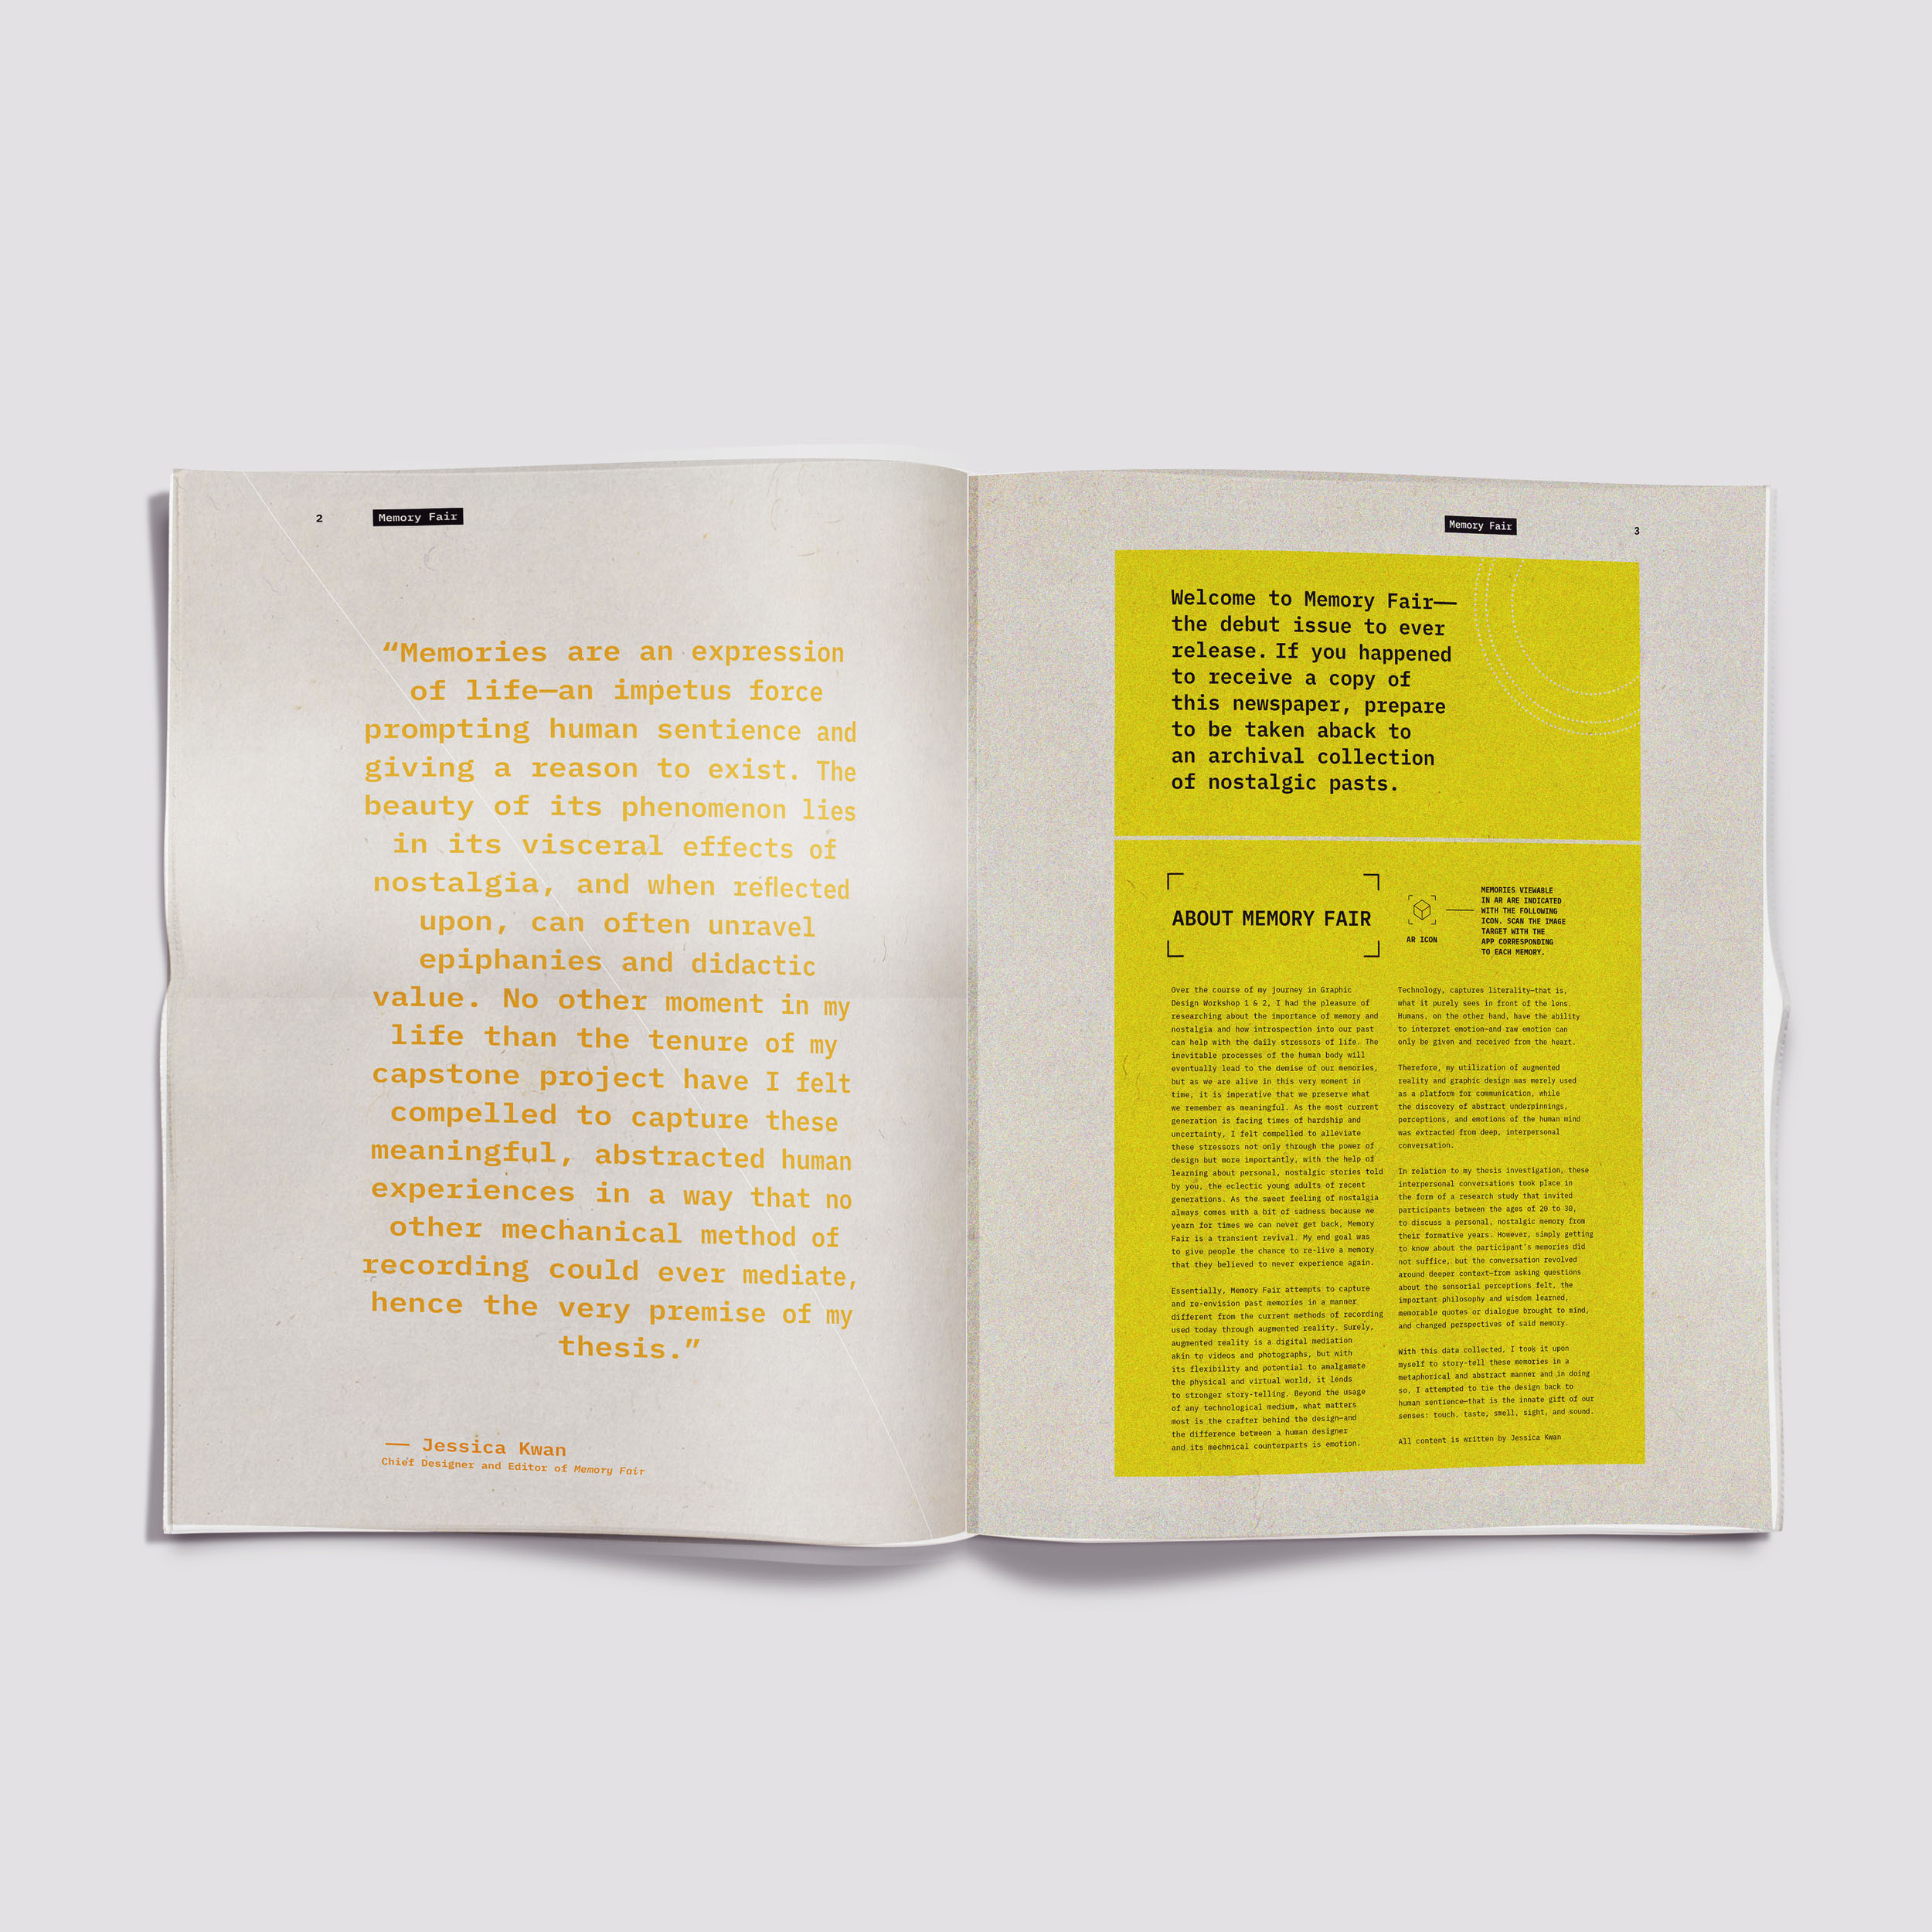 2
Memory Fair
“Memories are an expression
of life—an impetus force
prompting human sentience and
giving a reason to exist. The
beauty of its phenomenon lies
in its visceral effects of
nostalgia, and when reflected
upon, can often unravel
epiphanies and didactic
value. No other moment in my
life than the tenure of my
capstone project have I felt
compelled to capture these
meaningful, abstracted human
experiences in a way that no
other mechanical method of
recording could ever mediate,
hence the very premise of my
thesis.”
— Jessica Kwan
Chief Designer and Editor of Memory Fair
Memory Fair
3
Welcome to Memory Fair—
the debut issue to ever
release. If you happened
to receive a copy of
this newspaper, prepare
to be taken aback to
an archival collection
of nostalgic pasts.
ABOUT MEMORY FAIR
AR ICON
MEMORIES VIEWABLE
IN AR ARE INDICATED
WITH THE FOLLOWING
ICON. SCAN THE IMAGE
TARGET WITH THE
APP CORRESPONDING
TO EACH MEMORY.
Over the course of my journey in Graphic
Design Workshop 1 & 2, I had the pleasure of
researching about the importance of memory and
nostalgia and how introspection into our past
can help with the daily stressors of life. The
inevitable processes of the human body will
eventually lead to the demise of our memories,
but as we are alive in this very moment in
time, it is imperative that we preserve what
we remember as meaningful. As the most current
generation is facing times of hardship and
uncertainty, I felt compelled to alleviate
these stressors not only through the power of
design but more importantly, with the help of
learning about personal, nostalgic stories told
by you, the eclectic young adults of recent
generations. As the sweet feeling of nostalgia
always comes with a bit of sadness because we
yearn for times we can never get back, Memory
Fair is a transient revival. My end goal was
to give people the chance to re-live a memory
that they believed to never experience again.
Essentially, Memory Fair attempts to capture
and re-envision past memories in a manner
different from the current methods of recording
used today through augmented reality. Surely,
augmented reality is a digital mediation
akin to videos and photographs, but with
its flexibility and potential to amalgamate
the physical and virtual world, it lends
to stronger story-telling. Beyond the usage
of any technological medium, what matters
most is the crafter behind the design—and
the difference between a human designer
and its mechnical counterparts is emotion.
Technology, captures literality—that is,
what it purely sees in front of the lens.
Humans, on the other hand, have the ability
to interpret emotion—and raw emotion can
only be given and received from the heart.
Therefore, my utilization of augmented
reality and graphic design was merely used
as a platform for communication, while
the discovery of abstract underpinnings,
perceptions, and emotions of the human mind
was extracted from deep, interpersonal
conversation.
In relation to my thesis investigation, these
interpersonal conversations took place in
the form of a research study that invited
participants between the ages of 20 to 30,
to discuss a personal, nostalgic memory from
their formative years. However, simply getting
to know about the participant's memories did
not suffice, but the conversation revolved
around deeper context—from asking questions
about the sensorial perceptions felt, the
important philosophy and wisdom learned,
memorable quotes or dialogue brought to mind,
and changed perspectives of said memory.
With this data collected, I took it upon
myself to story-tell these memories in a
metaphorical and abstract manner and in doing
so, I attempted to tie the design back to
human sentience—that is the innate gift of our
senses: touch, taste, smell, sight, and sound.
All content is written by Jessica Kwan